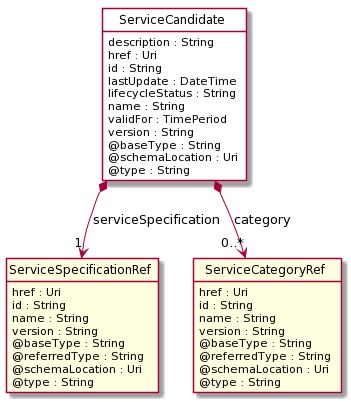 ServiceCandidate
description : String
href : Uri
id : String
lastUpdate : DateTime
lifecycleStatus : String
name : String
validFor : TimePeriod
version : String
@baseType : String
@schemaLocation : Uri
@type : String
serviceSpecification
category
1
0..*
ServiceSpecificationRef
href : Uri
id : String
name : String
version : String
@baseType : String
@referredType : String
@schemaLocation : Uri
@type : String
ServiceCategoryRef
href : Uri
id : String
name : String
version : String
@baseType : String
@referredType : String
@schemaLocation : Uri
@type : String